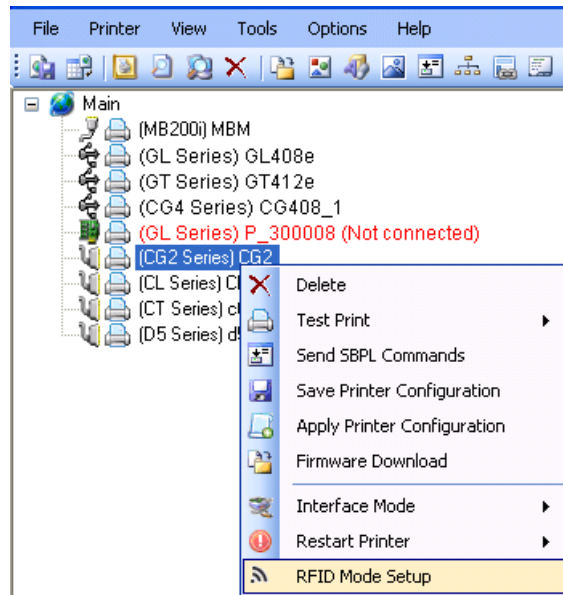 File Printer View Tools Options Help
Main
(MB200i) MBM
(GL Series) GL408e
(GT Series) GT412e
(CG4 Series) CG408_1
(GL Series) P_300008 (Not connected)
(CG2 Series) CG2
(CL Series)
(CT Series)
(D5 Series)
Delete
Test Print
Send SBPL Commands
Save Printer Configuration
Apply Printer Configuration
Firmware Download
Interface Mode
Restart Printer
RFID Mode Setup